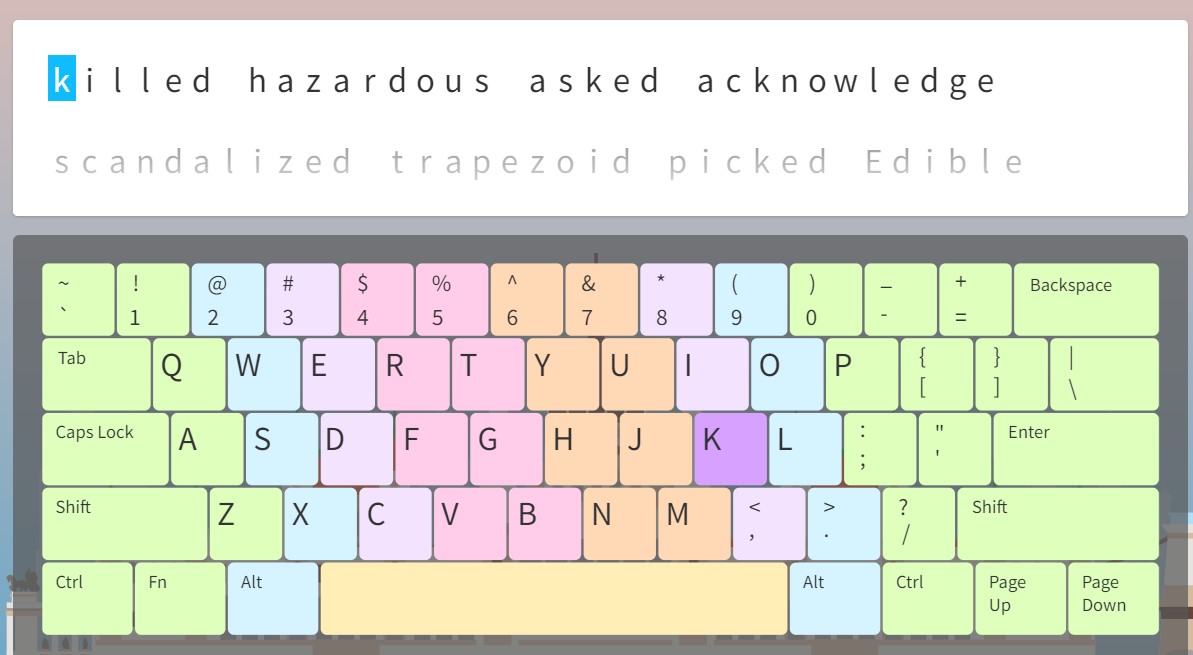 killed hazardous asked acknowledge
scandalized trapezoid picked Edible
~ ! @ # $ % ^ & * ( ) _ + Backspace
` 1 2 3 4 5 6 7 8 9 0 - =
Tab Q W E R T Y U I O P { } |
[ ] \
Caps Lock A S D F G H J K L : " Enter
; '
Shift Z X C V B N M < > ? Shift
, . /
Ctrl Fn Alt Alt Ctrl Page Page
Up Down